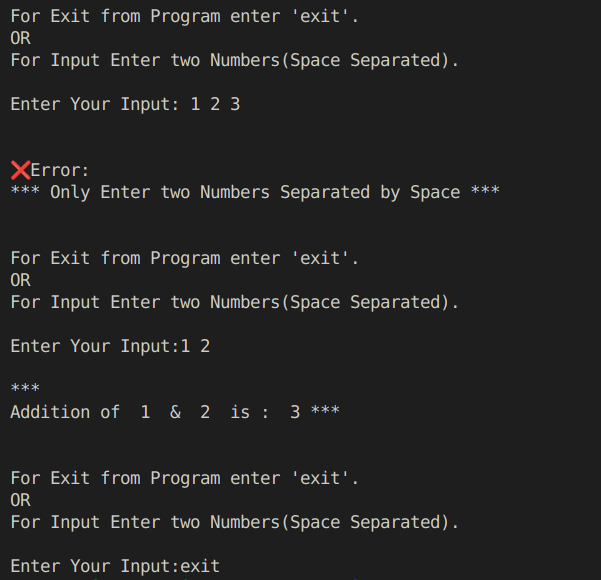 For Exit from Program enter 'exit'.
OR
For Input Enter two Numbers(Space Separated).
Enter Your Input: 1 2 3
❌Error:
*** Only Enter two Numbers Separated by Space ***
For Exit from Program enter 'exit'.
OR
For Input Enter two Numbers(Space Separated).
Enter Your Input:1 2
***
Addition of  1  &  2  is :  3 ***
For Exit from Program enter 'exit'.
OR
For Input Enter two Numbers(Space Separated).
Enter Your Input:exit